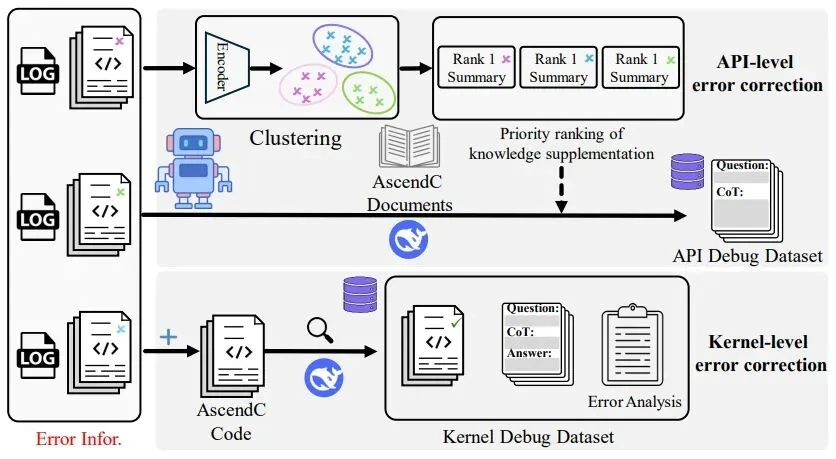 LOG
LOG
LOG
Error Infor.
Encoder
Clustering
Rank 1
Summary
Rank 1
Summary
Rank 1
Summary
API-level
error correction
AscendC
Documents
Priority ranking of
knowledge supplementation
Question:
CoT:
API Debug Dataset
AscendC
Code
Question:
CoT:
Answer:
Error Analysis
Kernel Debug Dataset
Kernel-level
error correction